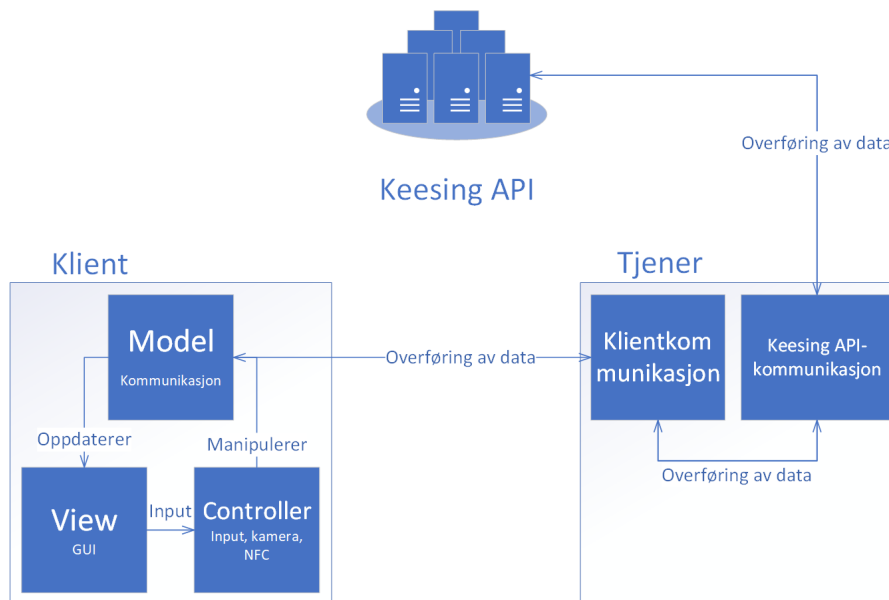 Overføring av data
Keesing API
Klient
Tjener
Model
Kommunikasjon
Overføring av data
Klientkom
munikasjon
Keesing API-
kommunikasjon
Oppdaterer
Manipulerer
Overføring av data
View
GUI
Input
Controller
Input, kamera,
NFC